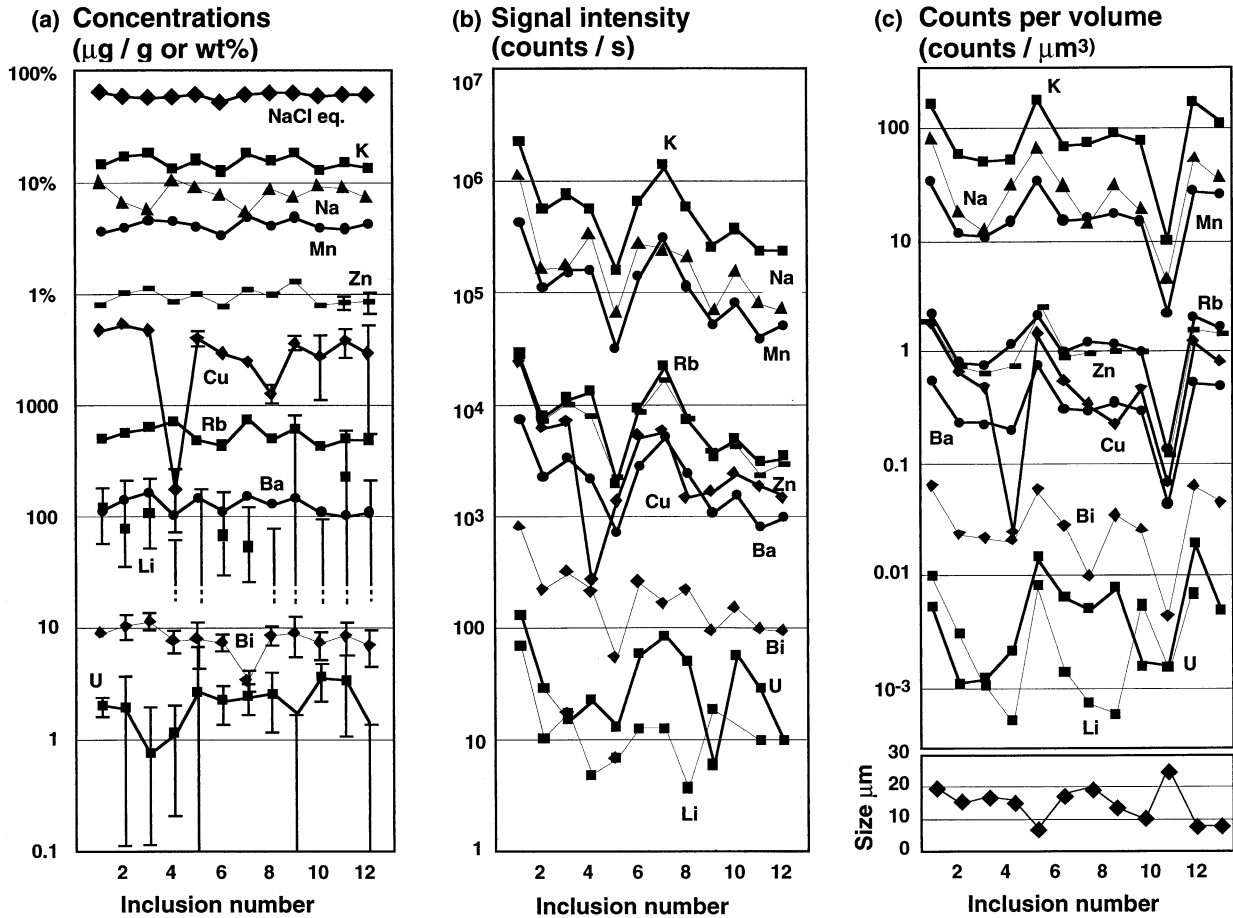 (a) Concentrations
(μg / g or wt%)
100%
10%
1%
1000
100
10
1
0.1
NaCl eq.
K
Na
Mn
Zn
Cu
Rb
Ba
Li
Bi
U
2 4 6 8 10 12
Inclusion number
(b) Signal intensity
(counts / s)
10⁷
10⁶
10⁵
10⁴
10³
100
10
1
K
Na
Mn
Rb
Zn
Cu
Ba
Bi
U
Li
2 4 6 8 10 12
Inclusion number
(c) Counts per volume
(counts / μm³)
100
10
1
0.1
0.01
10⁻³
K
Na
Mn
Rb
Zn
Ba
Cu
Bi
U
Li
30
20
10
0
Size μm
2 4 6 8 10 12
Inclusion number